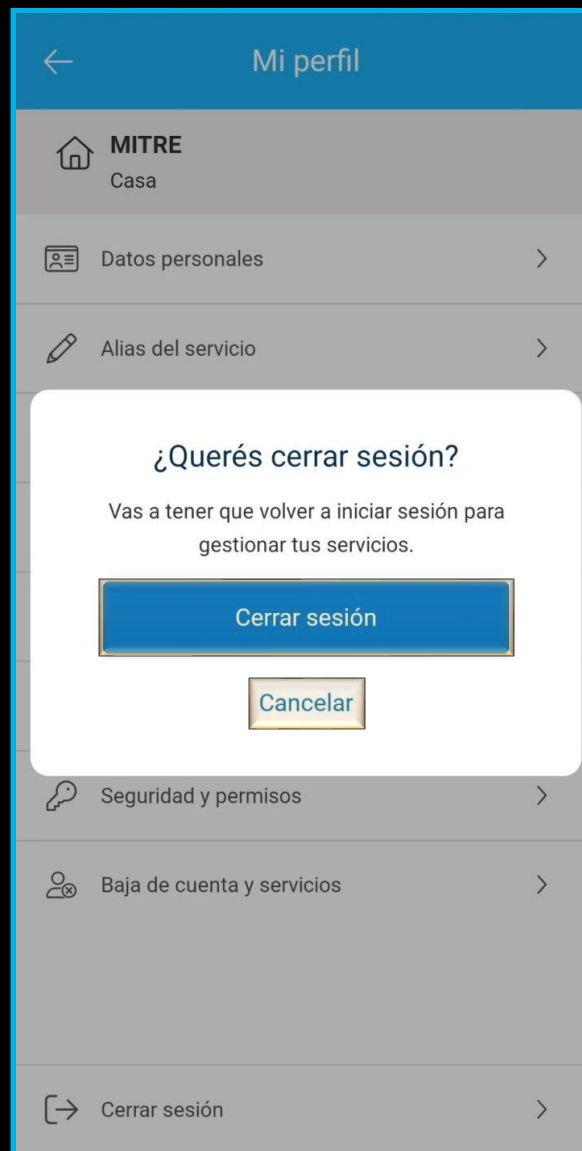 Mi perfil
MITRE
Casa
Datos personales
Alias del servicio
¿Querés cerrar sesión?
Vas a tener que volver a iniciar sesión para
gestionar tus servicios.
Cerrar sesión
Cancelar
Seguridad y permisos
Baja de cuenta y servicios
Cerrar sesión